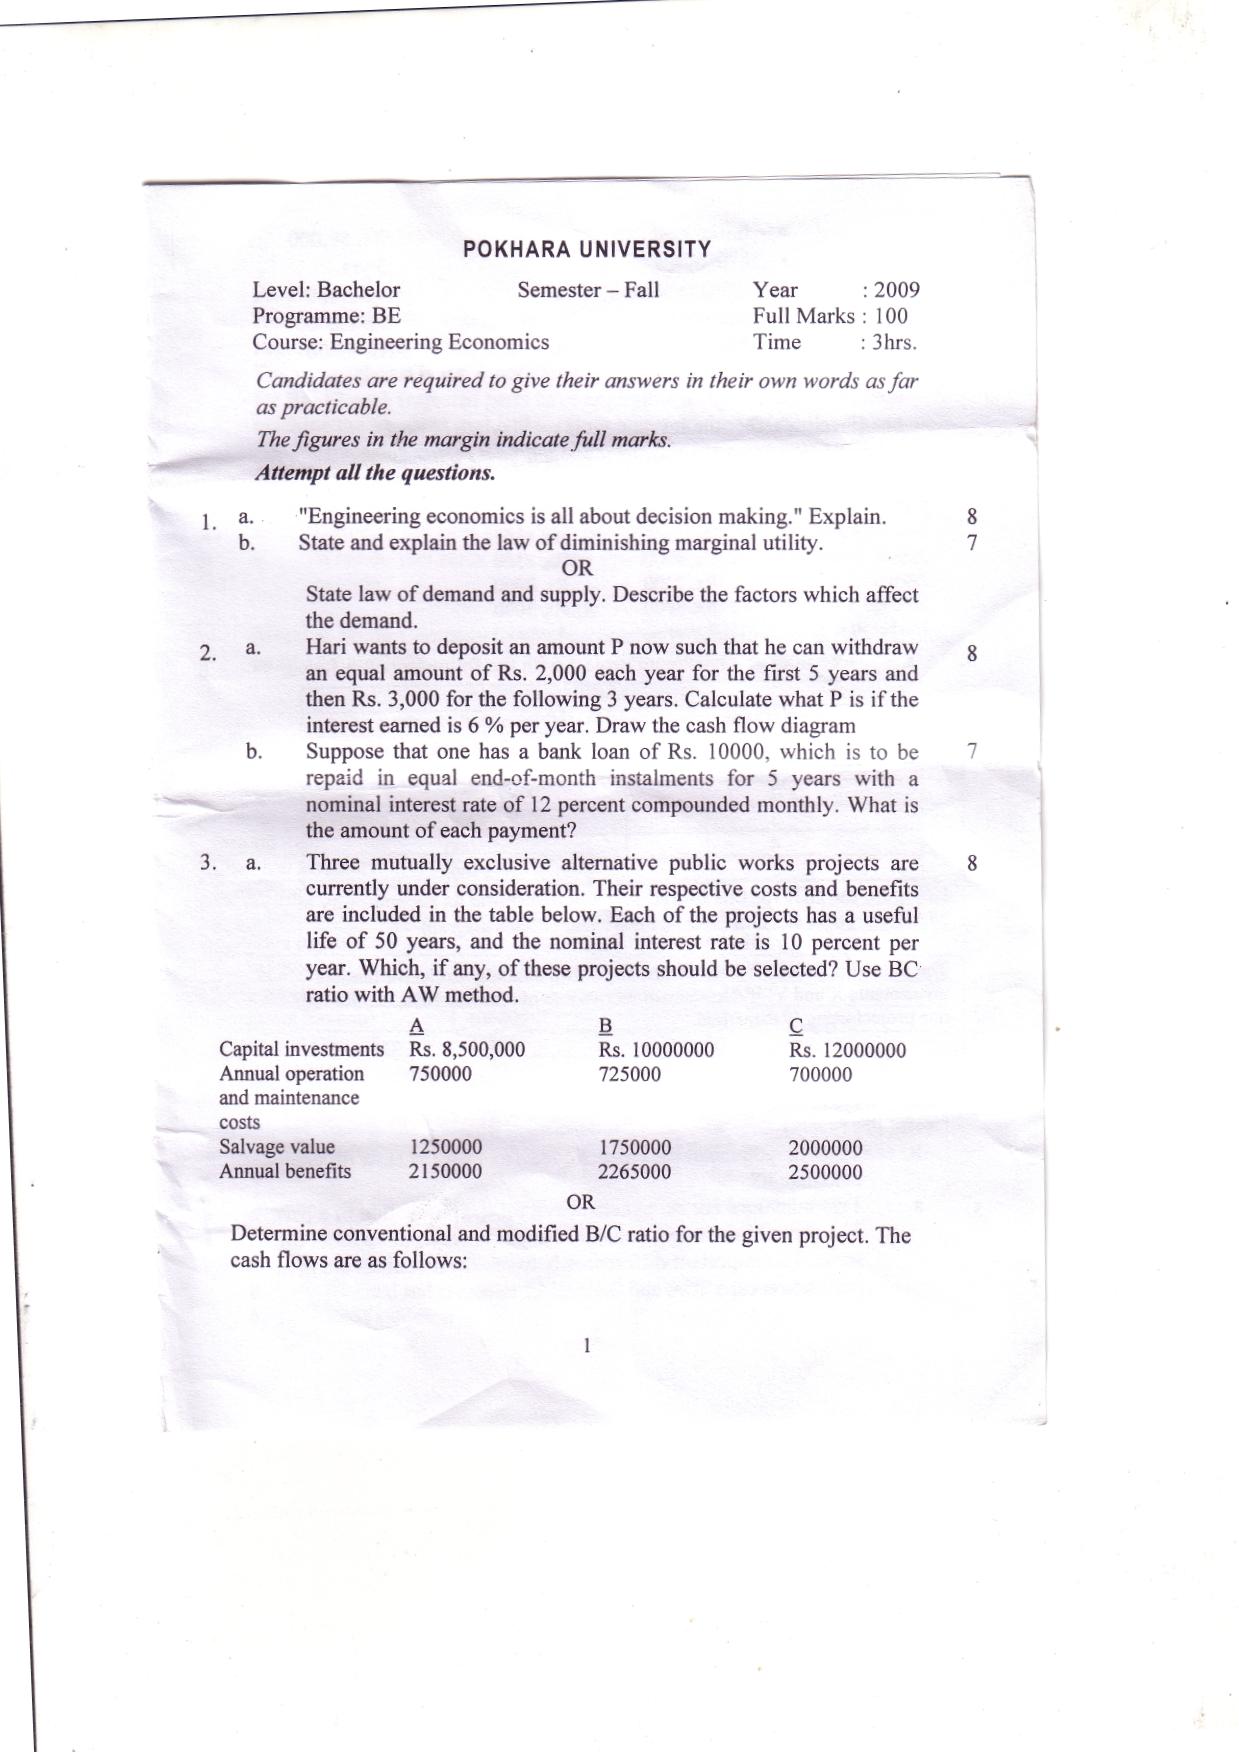 POKHARA UNIVERSITY
Level: Bachelor Semester – Fall Year : 2009
Programme: BE Full Marks : 100
Course: Engineering Economics Time : 3hrs.
Candidates are required to give their answers in their own words as far
as practicable.
The figures in the margin indicate full marks.
Attempt all the questions.
1. a. "Engineering economics is all about decision making." Explain. 8
b. State and explain the law of diminishing marginal utility. 7
OR
State law of demand and supply. Describe the factors which affect
the demand.
2. a. Hari wants to deposit an amount P now such that he can withdraw 8
an equal amount of Rs. 2,000 each year for the first 5 years and
then Rs. 3,000 for the following 3 years. Calculate what P is if the
interest earned is 6 % per year. Draw the cash flow diagram
b. Suppose that one has a bank loan of Rs. 10000, which is to be 7
repaid in equal end-of-month instalments for 5 years with a
nominal interest rate of 12 percent compounded monthly. What is
the amount of each payment?
3. a. Three mutually exclusive alternative public works projects are 8
currently under consideration. Their respective costs and benefits
are included in the table below. Each of the projects has a useful
life of 50 years, and the nominal interest rate is 10 percent per
year. Which, if any, of these projects should be selected? Use BC
ratio with AW method.
A B C
Capital investments Rs. 8,500,000 Rs. 10000000 Rs. 12000000
Annual operation 750000 725000 700000
and maintenance
costs
Salvage value 1250000 1750000 2000000
Annual benefits 2150000 2265000 2500000
OR
Determine conventional and modified B/C ratio for the given project. The
cash flows are as follows:
1